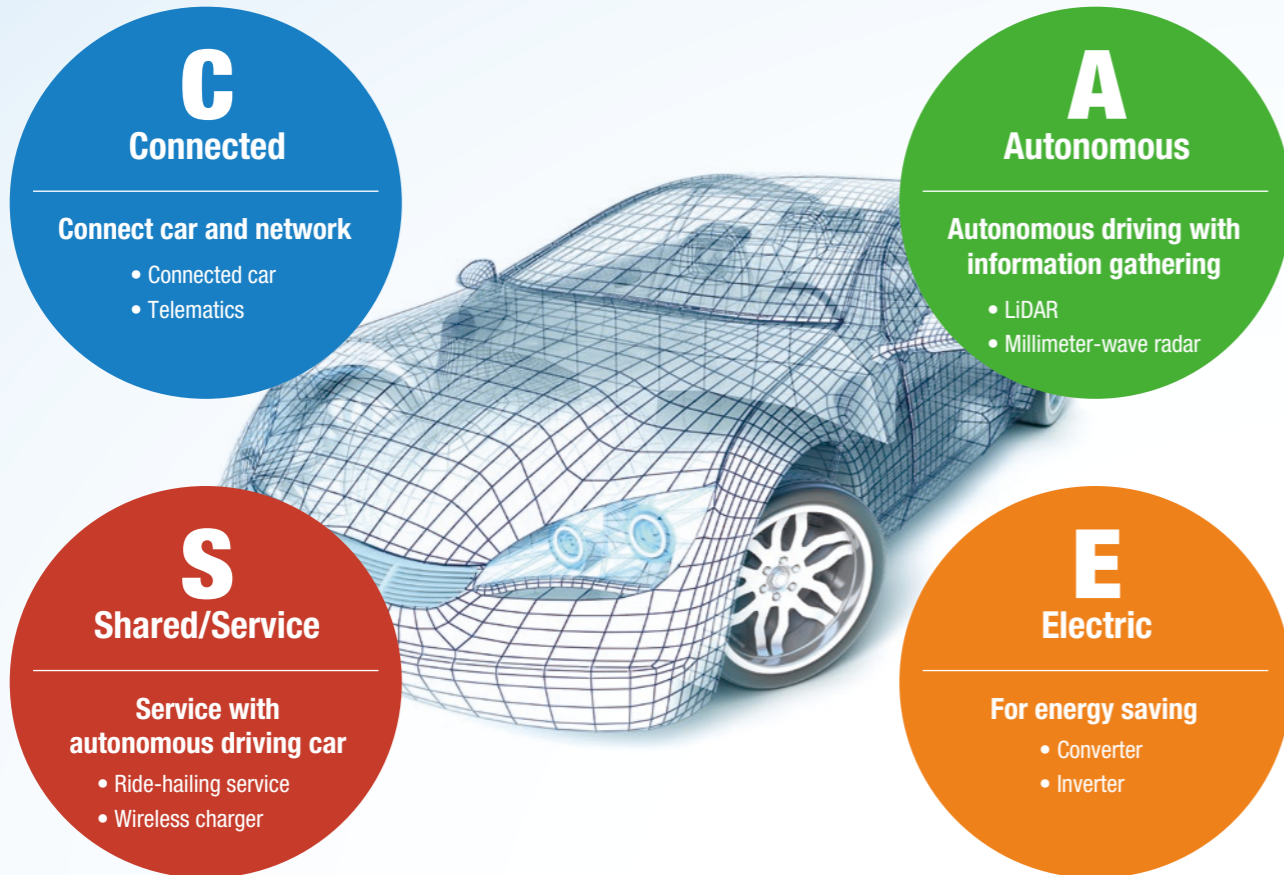 C
Connected
Connect car and network
• Connected car
• Telematics
A
Autonomous
Autonomous driving with
information gathering
• LiDAR
• Millimeter-wave radar
S
Shared/Service
Service with
autonomous driving car
• Ride-hailing service
• Wireless charger
E
Electric
For energy saving
• Converter
• Inverter